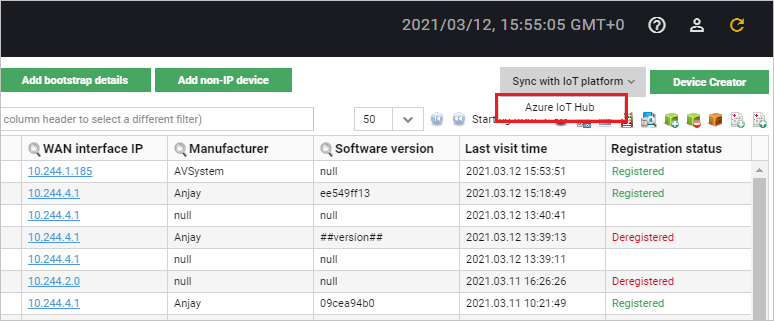 2021/03/12, 15:55:05 GMT+0
Add bootstrap details Add non-IP device Sync with IoT platform Device Creator
Azure IoT Hub
column header to select a different filter) 50
WAN interface IP Manufacturer Software version Last visit time Registration status
10.244.1.185 AVSystem null 2021.03.12 15:53:51 Registered
10.244.4.1 Anjay ee549ff13 2021.03.12 15:18:49 Registered
10.244.4.1 null null 2021.03.12 13:40:41
10.244.4.1 Anjay ##version## 2021.03.12 13:39:13 Deregistered
10.244.4.1 null null 2021.03.12 13:39:11
10.244.2.0 null null 2021.03.11 16:26:26 Deregistered
10.244.4.1 Anjay 09cea94b0 2021.03.11 10:21:49 Registered